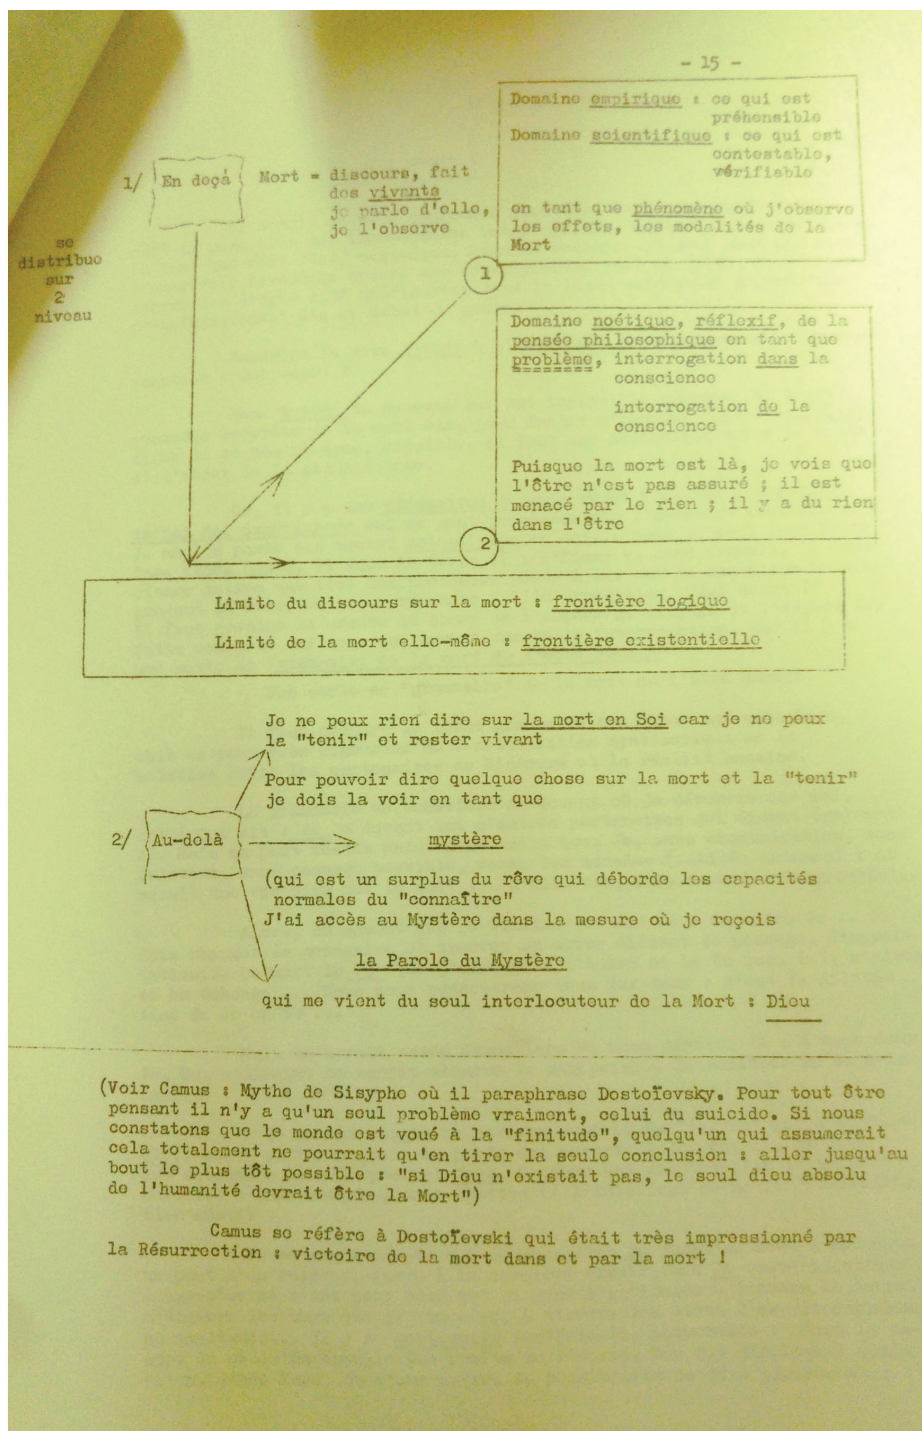 - 15 -
Domaine empirique : ce qui est
préhensible
Domaine scientifique : ce qui est
contestable,
vérifiable
on tant que phénomène où j'observe
les effets, les modalités de la
Mort
1/ En deçà
Mort = discours, fait
des vivants
je parle d'elle,
je l'observe
se
distribue
sur
2
niveau
1
Domaine noétique, réflexif, de la
pensée philosophique en tant que
problème, interrogation dans la
conscience
interrogation de la
conscience
Puisque la mort est là, je vois que
l'être n'est pas assuré ; il est
menacé par le rien ; il y a du rien
dans l'être
2
Limite du discours sur la mort : frontière logique
Limité de la mort elle-même : frontière existentielle
Je ne peux rien dire sur la mort en Soi car je ne peux
la "tenir" et rester vivant
Pour pouvoir dire quelque chose sur la mort et la "tenir"
je dois la voir en tant que
2/ Au-delà
mystère
(qui est un surplus du rêve qui déborde les capacités
normales du "connaître"
J'ai accès au Mystère dans la mesure où je reçois
la Parole du Mystère
qui me vient du seul interlocuteur de la Mort : Dieu
(Voir Camus : Mythe de Sisyphe où il paraphrase Dostoïevsky. Pour tout être
pensant il n'y a qu'un seul problème vraiment, celui du suicide. Si nous
constatons que le monde est voué à la "finitude", quelqu'un qui assumerait
cela totalement ne pourrait qu'en tirer la seule conclusion : aller jusqu'au
bout le plus tôt possible : "si Dieu n'existait pas, le seul dieu absolu
de l'humanité devrait être la Mort")
Camus se réfère à Dostoïevski qui était très impressionné par
la Résurrection : victoire de la mort dans et par la mort !